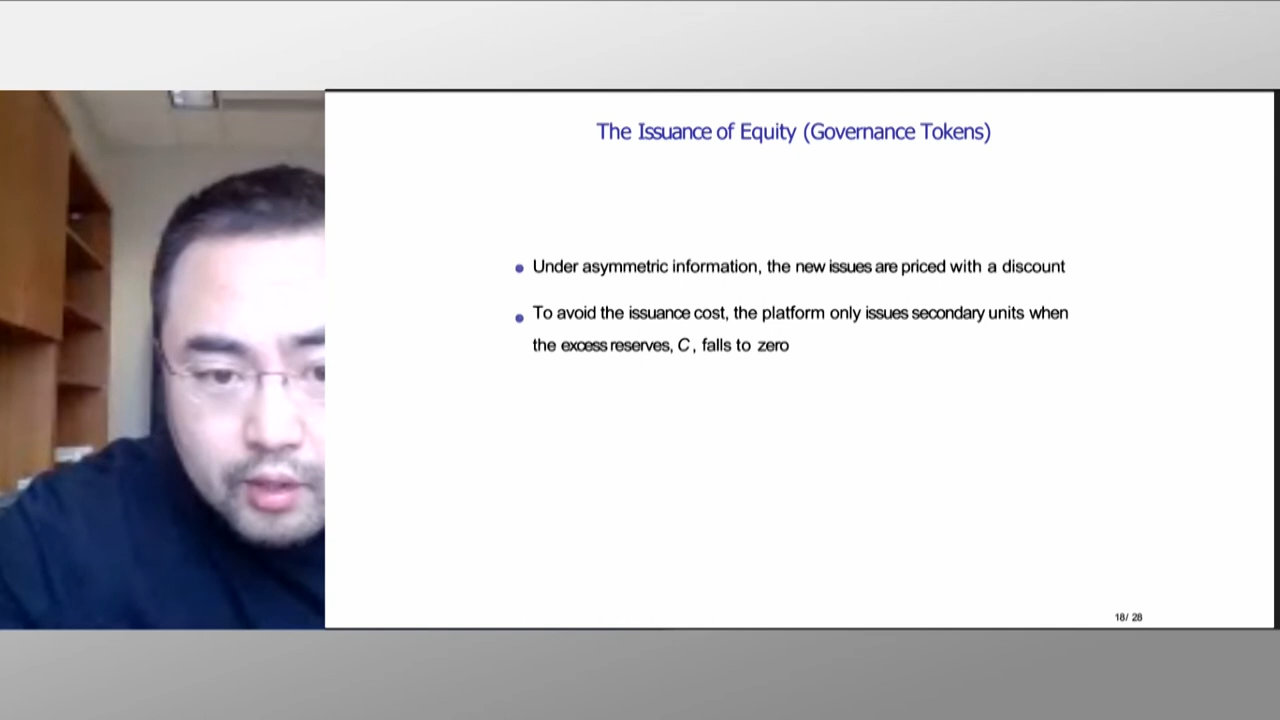 The Issuance of Equity (Governance Tokens)
Under asymmetric information, the new issues are priced with a discount
To avoid the issuance cost, the platform only issues secondary units when
the excess reserves, C, falls to zero
18/ 28